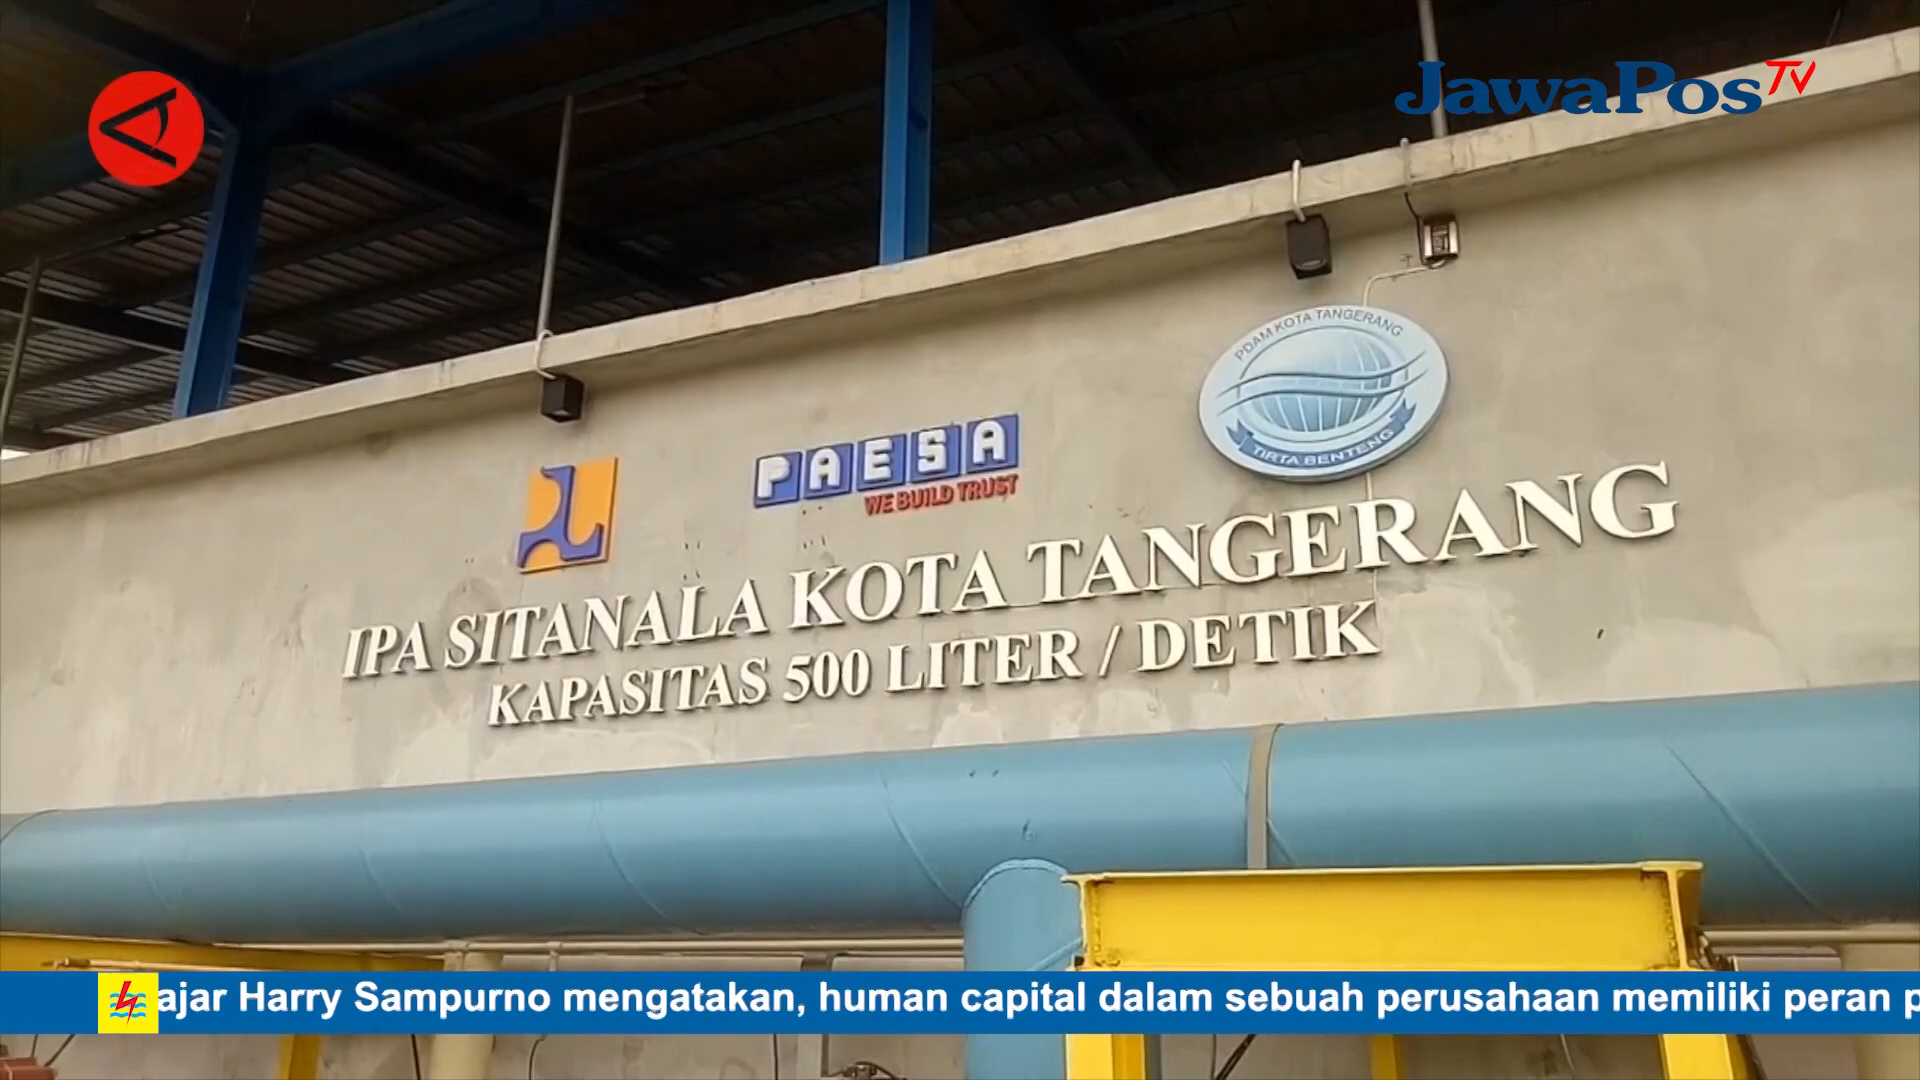 JawaPos TV
PDAM KOTA TANGERANG
TIRTA BENTENG
PAESA
WE BUILD TRUST
IPA SITANALA KOTA TANGERANG
KAPASITAS 500 LITER / DETIK
ajar Harry Sampurno mengatakan, human capital dalam sebuah perusahaan memiliki peran p